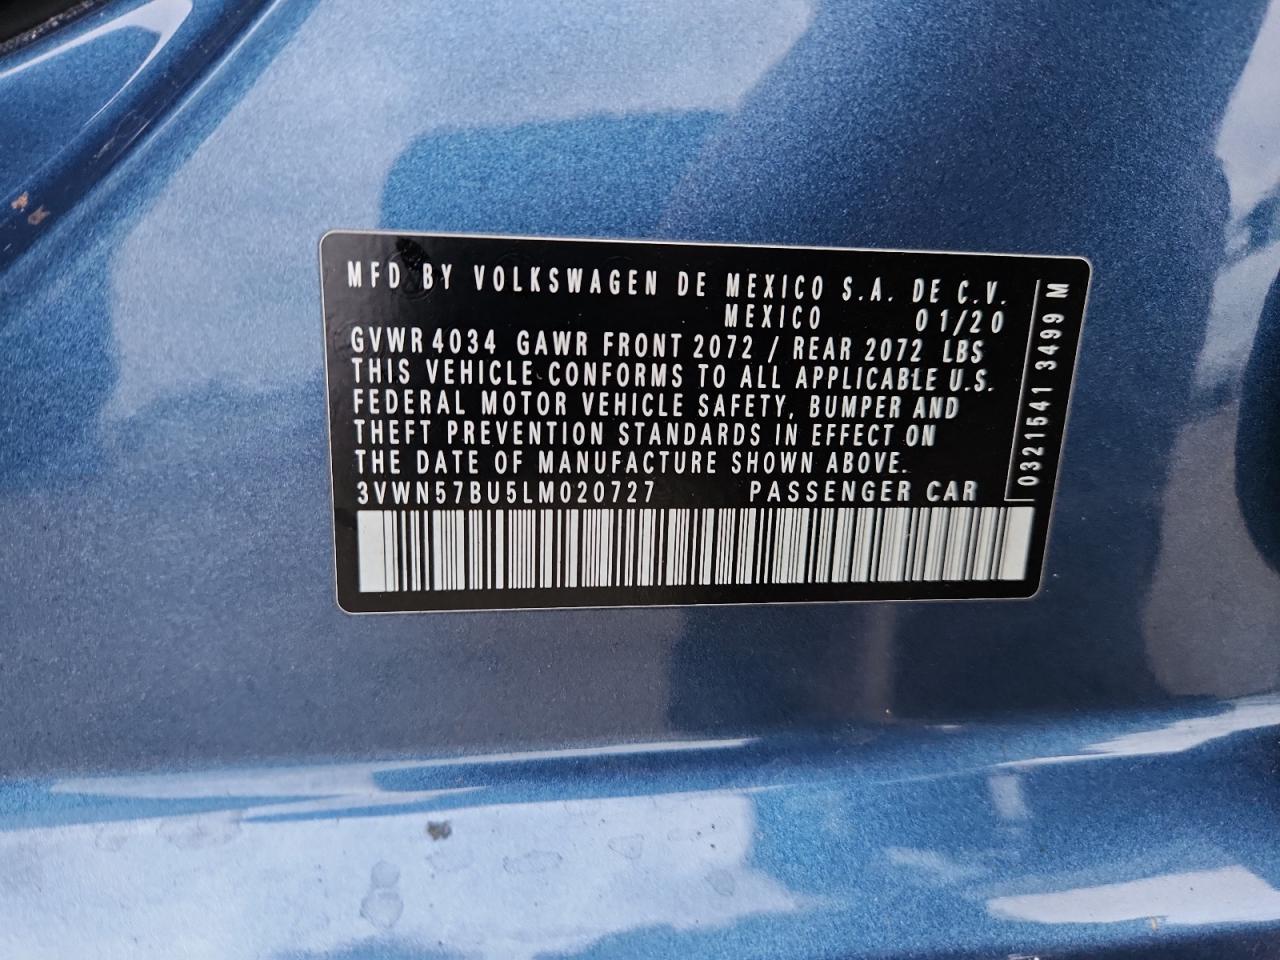 MFD BY VOLKSWAGEN DE MEXICO S.A. DE C.V.
MEXICO 01/20
GVWR 4034 GAWR FRONT 2072 / REAR 2072 LBS
THIS VEHICLE CONFORMS TO ALL APPLICABLE U.S.
FEDERAL MOTOR VEHICLE SAFETY, BUMPER AND
THEFT PREVENTION STANDARDS IN EFFECT ON
THE DATE OF MANUFACTURE SHOWN ABOVE.
3VWN57BU5LM020727 PASSENGER CAR
0321541 3499 M